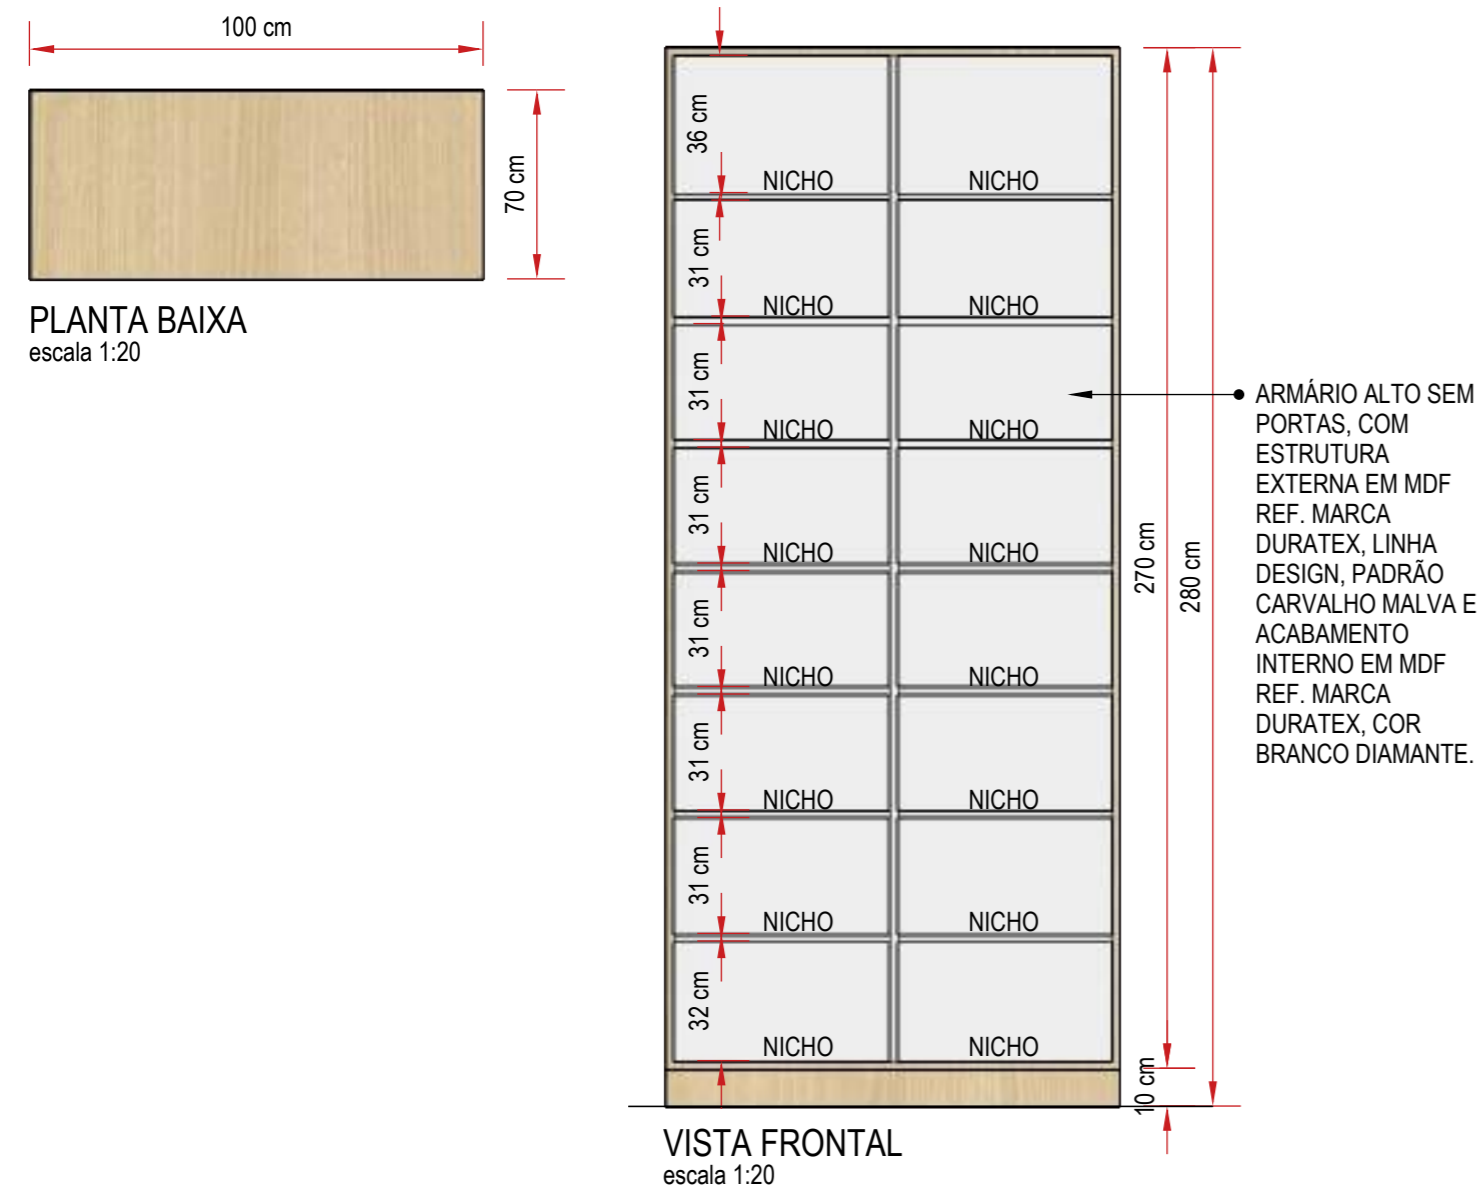 100 cm
70 cm
PLANTA BAIXA
escala 1:20
36 cm
NICHO NICHO
31 cm
NICHO NICHO
31 cm
NICHO NICHO
31 cm
NICHO NICHO
31 cm
NICHO NICHO
31 cm
NICHO NICHO
31 cm
NICHO NICHO
32 cm
NICHO NICHO
270 cm
280 cm
10 cm
ARMÁRIO ALTO SEM
PORTAS, COM
ESTRUTURA
EXTERNA EM MDF
REF. MARCA
DURATEX, LINHA
DESIGN, PADRÃO
CARVALHO MALVA E
ACABAMENTO
INTERNO EM MDF
REF. MARCA
DURATEX, COR
BRANCO DIAMANTE.
VISTA FRONTAL
escala 1:20